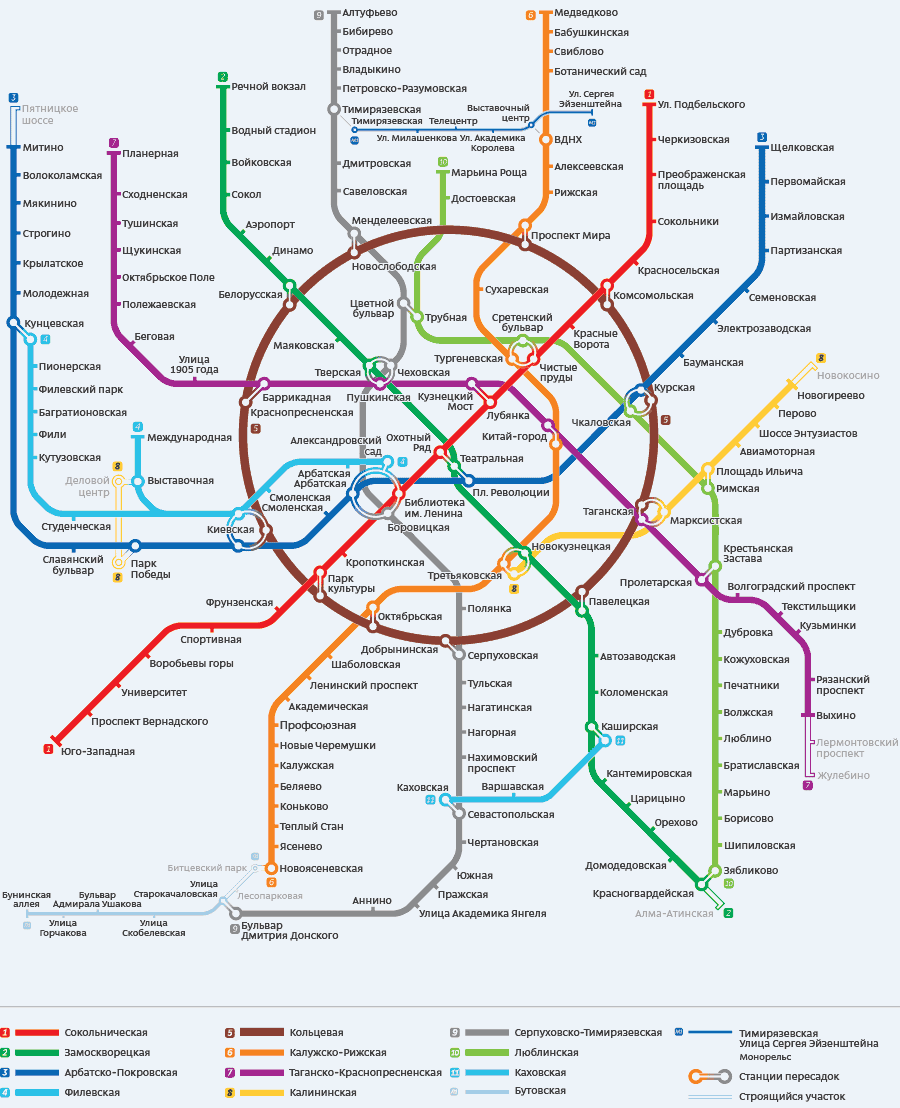 9
Алтуфьево
6
Медведково
Бибирево
Бабушкинская
Отрадное
Свиблово
Владыкино
Ботанический сад
2
Речной вокзал
Петровско-Разумовская
3
Пятницкое
шоссе
Тимирязевская
Тимирязевская
Телецентр
Выставочный
центр
Ул. Сергея
Эйзенштейна
1
Ул. Подбельского
Ул. Милашенкова
Ул. Академика
Королева
ВДНХ
Водный стадион
Черкизовская
7
Планерная
3
Щелковская
Митино
Войковская
Дмитровская
10
Марьина Роща
Алексеевская
Преображенская
площадь
Первомайская
Волоколамская
Сходненская
Сокол
Савеловская
Достоевская
Рижская
Мякинино
Тушинская
Аэропорт
Менделеевская
Проспект Мира
Сокольники
Измайловская
Строгино
Щукинская
Динамо
Новослободская
Красносельская
Партизанская
Крылатское
Октябрьское Поле
Белорусская
Сухаревская
Комсомольская
Семеновская
Молодежная
Полежаевская
Цветной
бульвар
Трубная
Сретенский
бульвар
Красные
Ворота
Электрозаводская
Кунцевская
4
Беговая
Маяковская
Тургеневская
Чистые
пруды
Бауманская
8
Новокосино
Пионерская
Улица
1905 года
Тверская
Чеховская
Курская
Новогиреево
Филевский парк
Баррикадная
Пушкинская
Кузнецкий
Мост
Лубянка
Чкаловская
Перово
Багратионовская
Краснопресненская
5
5
Китай-город
Шоссе Энтузиастов
Фили
4
Международная
Александровский
сад
4
Охотный
Ряд
Театральная
Авиамоторная
Кутузовская
8
Деловой
центр
Выставочная
Арбатская
Арбатская
Площадь Ильича
Римская
Смоленская
Смоленская
Библиотека
им. Ленина
Пл. Революции
Студенческая
Киевская
Боровицкая
Таганская
Марксистская
Славянский
бульвар
8
Парк
Победы
Кропоткинская
Третьяковская
8
Новокузнецкая
Крестьянская
Застава
Парк
культуры
Пролетарская
Волгоградский проспект
Фрунзенская
Октябрьская
Полянка
Павелецкая
Текстильщики
Спортивная
Добрынинская
Серпуховская
Дубровка
Кузьминки
Воробьевы горы
Шаболовская
Автозаводская
Кожуховская
Университет
Ленинский проспект
Тульская
Коломенская
Печатники
Рязанский
проспект
Проспект Вернадского
Академическая
Нагатинская
Волжская
Выхино
1
Юго-Западная
Профсоюзная
Нагорная
Каширская
11
Люблино
Лермонтовский
проспект
Новые Черемушки
Нахимовский
проспект
Кантемировская
Братиславская
Жулебино
7
Калужская
Каховская
11
Варшавская
Марьино
Беляево
Севастопольская
Царицыно
Борисово
Коньково
Чертановская
Орехово
Шипиловская
Теплый Стан
Ясенево
Южная
Домодедовская
Зябликово
10
Битцевский парк
Новоясеневская
6
Пражская
Красногвардейская
Алма-Атинская
2
Бунинская
аллея
Бульвар
Адмирала Ушакова
Улица
Старокачаловская
Лесопарковая
Аннино
Улица Академика Янгеля
Улица
Горчакова
Улица
Скобелевская
9
Бульвар
Дмитрия Донского
1
Сокольническая
5
Кольцевая
9
Серпуховско-Тимирязевская
Тимирязевская
Улица Сергея Эйзенштейна
Монорельс
2
Замоскворецкая
6
Калужско-Рижская
10
Люблинская
3
Арбатско-Покровская
7
Таганско-Краснопресненская
11
Каховская
Станции пересадок
4
Филевская
8
Калининская
Бутовская
Строящийся участок